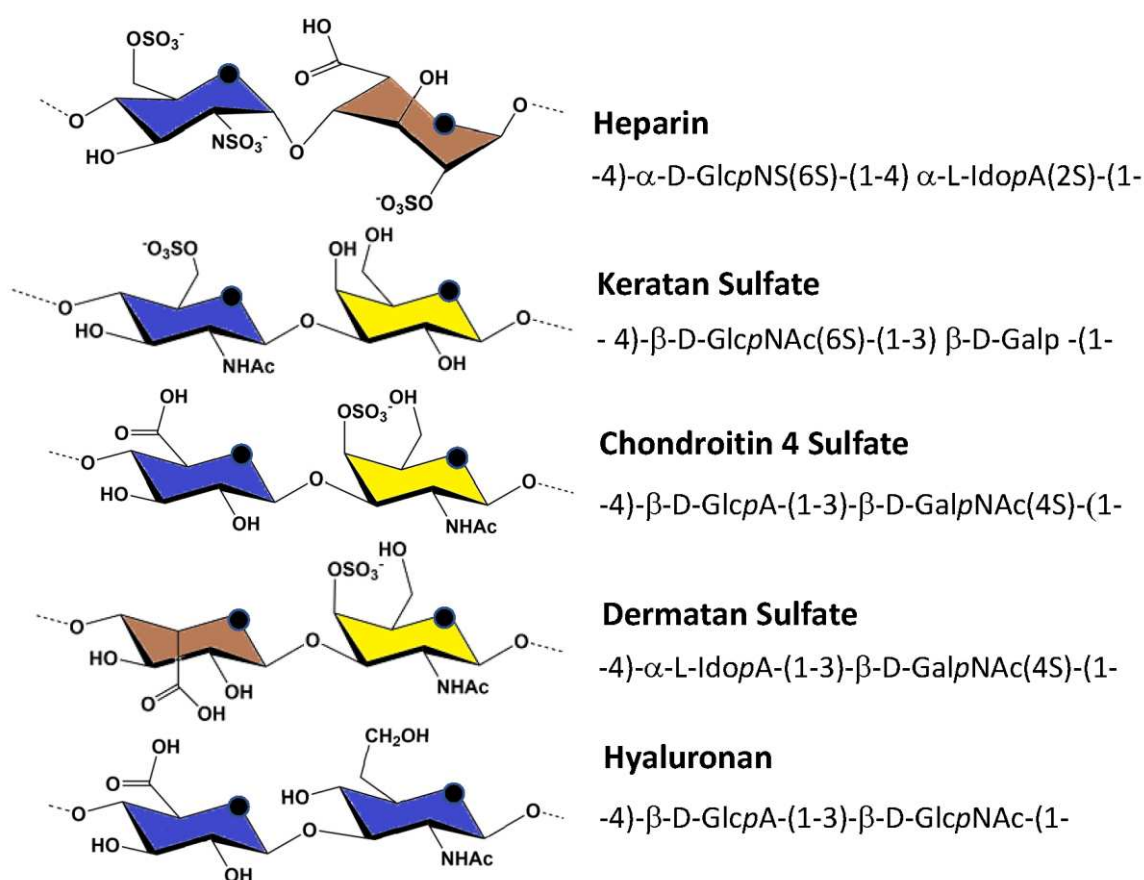 OSO₃⁻
HO
O
OH
O
O
HO
NSO₃⁻
O
⁻O₃SO
Heparin
-4)-α-D-GlcpNS(6S)-(1-4) α-L-IdopA(2S)-(1-
⁻O₃SO
OH
OH
O
HO
O
O
NHAc
OH
Keratan Sulfate
- 4)-β-D-GlcpNAc(6S)-(1-3) β-D-Galp -(1-
OH
O
OSO₃⁻
OH
O
HO
O
O
OH
NHAc
Chondroitin 4 Sulfate
-4)-β-D-GlcpA-(1-3)-β-D-GalpNAc(4S)-(1-
HO
OSO₃⁻
O
HO
O
O
OH
NHAc
O
OH
Dermatan Sulfate
-4)-α-L-IdopA-(1-3)-β-D-GalpNAc(4S)-(1-
OH
CH₂OH
O
O
HO
O
HO
O
OH
NHAc
Hyaluronan
-4)-β-D-GlcpA-(1-3)-β-D-GlcpNAc-(1-